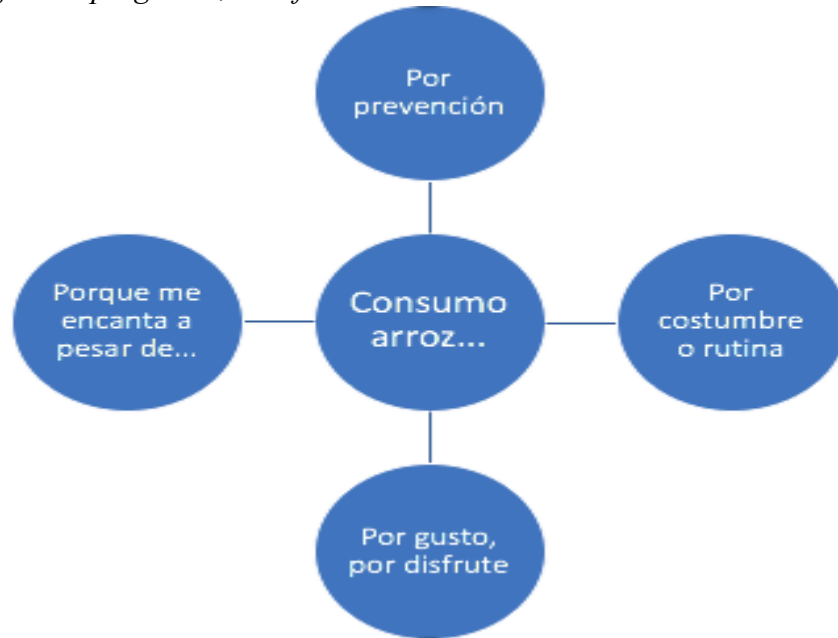 Por
prevención
Porque me
encanta a
pesar de...
Consumo
arroz...
Por
costumbre
o rutina
Por gusto,
por disfrute